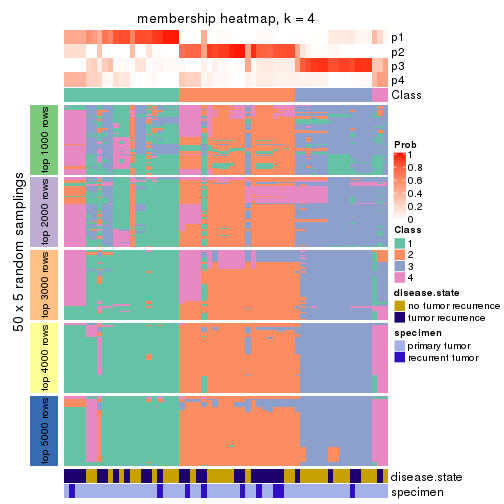 membership heatmap, k = 4
p1
p2
p3
p4
Class
50 x 5 random samplings
top 1000 rows
top 2000 rows
top 3000 rows
top 4000 rows
top 5000 rows
disease.state
specimen
Prob
1
0.8
0.6
0.4
0.2
0
Class
1
2
3
4
disease.state
no tumor recurrence
tumor recurrence
specimen
primary tumor
recurrent tumor